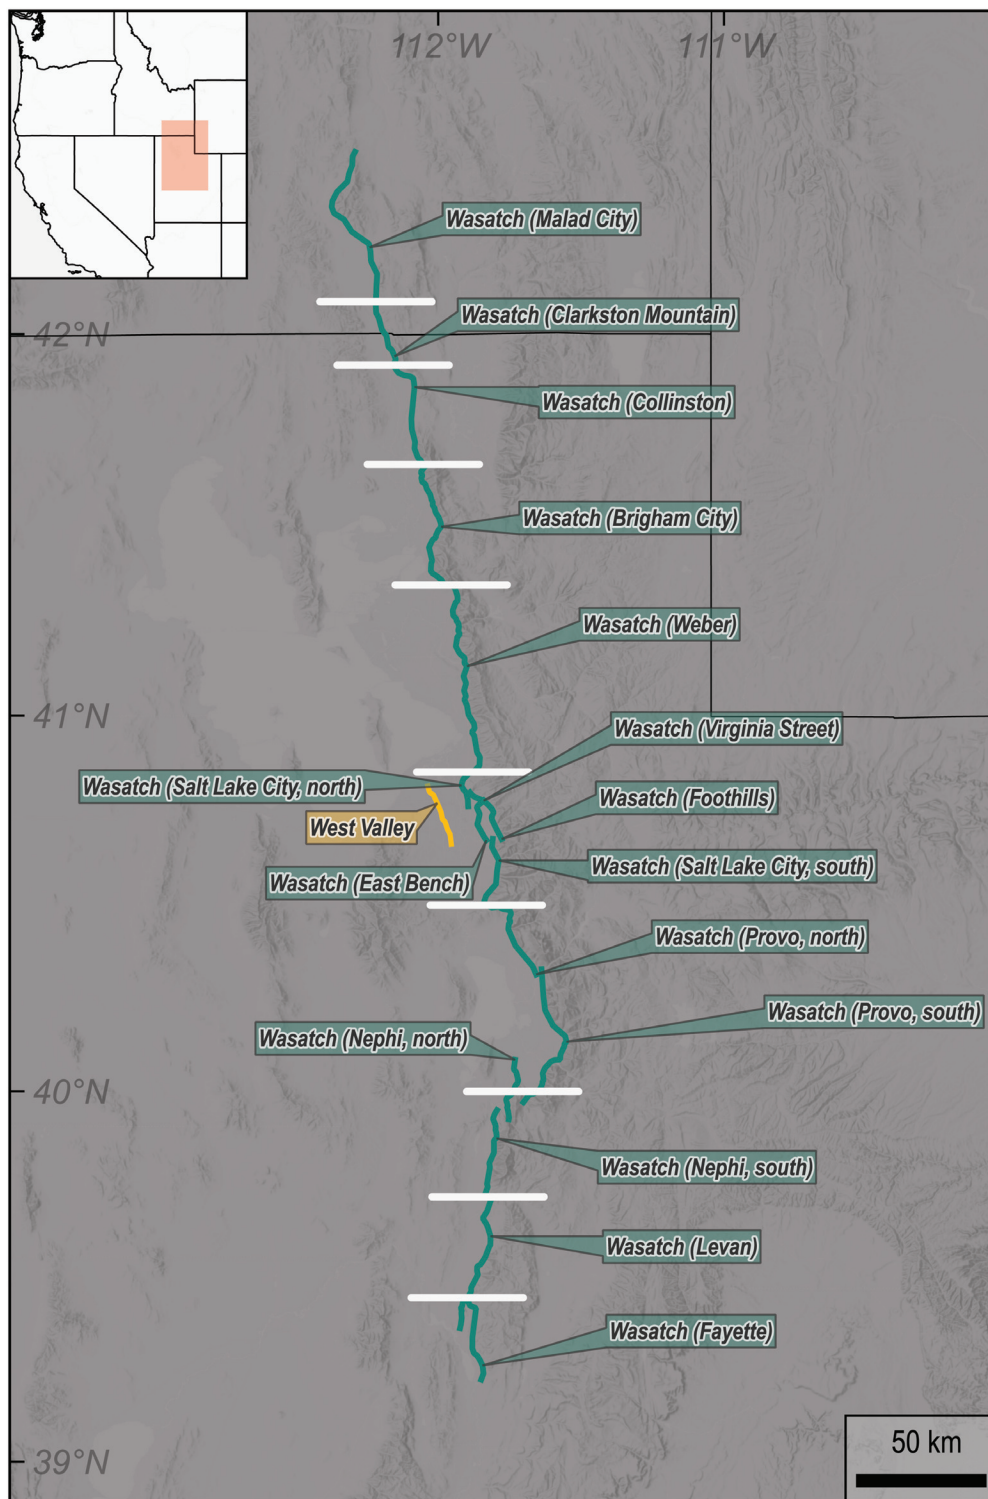 112°W
111°W
Wasatch (Malad City)
Wasatch (Clarkston Mountain)
42°N
Wasatch (Collinston)
Wasatch (Brigham City)
Wasatch (Weber)
41°N
Wasatch (Virginia Street)
Wasatch (Salt Lake City, north)
Wasatch (Foothills)
West Valley
Wasatch (Salt Lake City, south)
Wasatch (East Bench)
Wasatch (Provo, north)
Wasatch (Provo, south)
Wasatch (Nephi, north)
40°N
Wasatch (Nephi, south)
Wasatch (Levan)
Wasatch (Fayette)
50 km
39°N